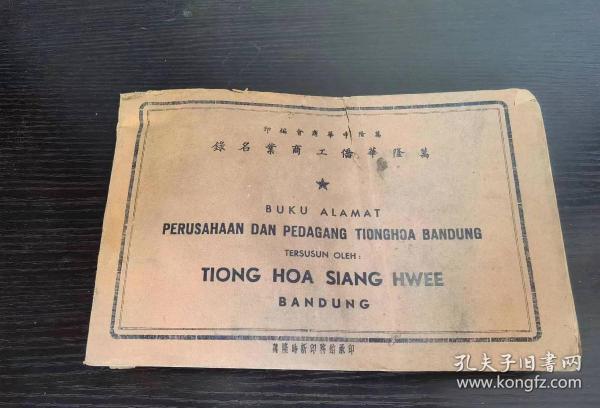 萬隆中華商會編印
萬隆華僑工商業名錄
★
BUKU ALAMAT
PERUSAHAAN DAN PEDAGANG TIONGHOA BANDUNG
TERSUSUN OLEH:
TIONG HOA SIANG HWEE
BANDUNG
孔夫子旧书网
www.kongfz.com